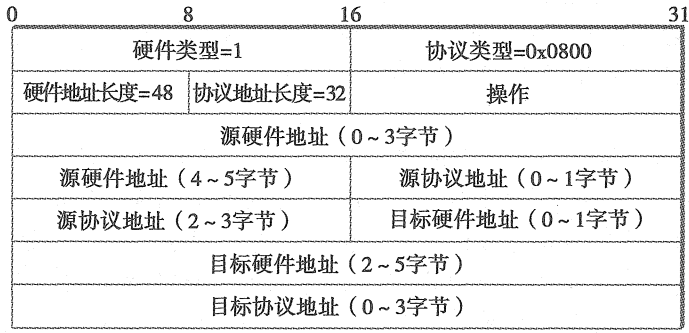 0 8 16 31
硬件类型=1 协议类型=0x0800
硬件地址长度=48 协议地址长度=32 操作
源硬件地址（0~3字节）
源硬件地址（4~5字节） 源协议地址（0~1字节）
源协议地址（2~3字节） 目标硬件地址（0~1字节）
目标硬件地址（2~5字节）
目标协议地址（0~3字节）